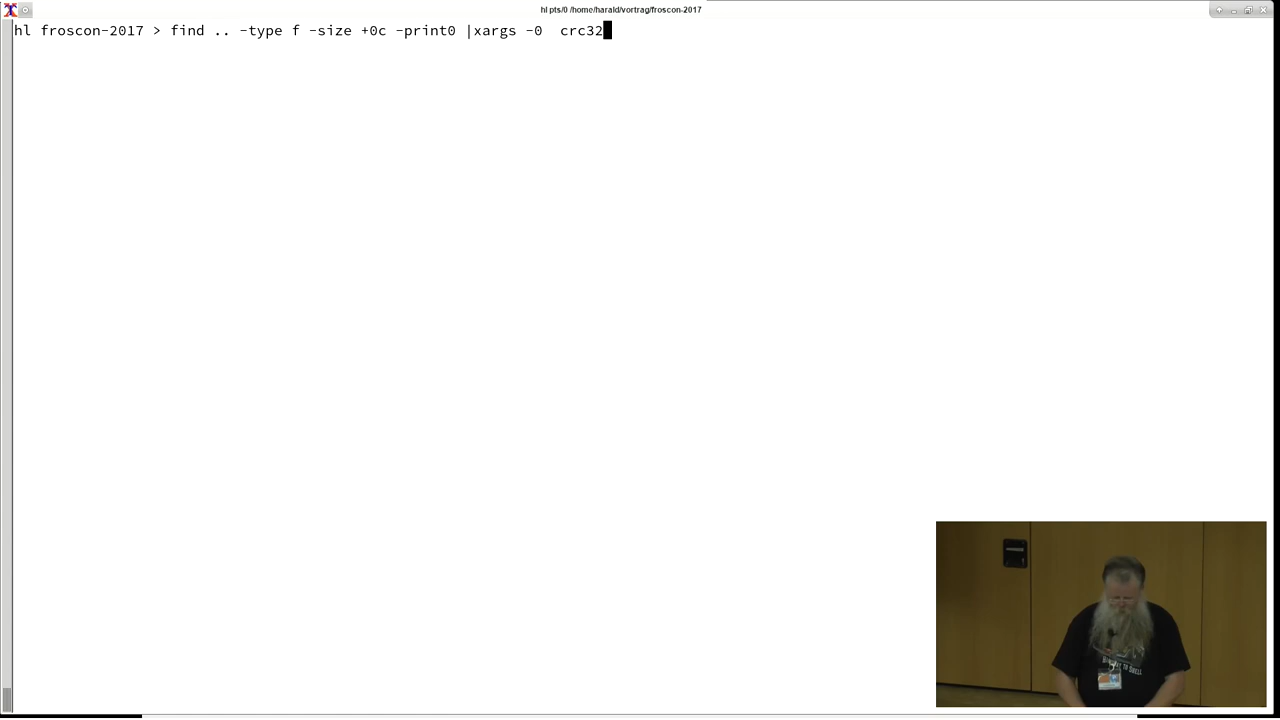 hl pts/0 /home/harald/vortrag/froscon-2017
hl froscon-2017 > find .. -type f -size +0c -print0 |xargs -0  crc32